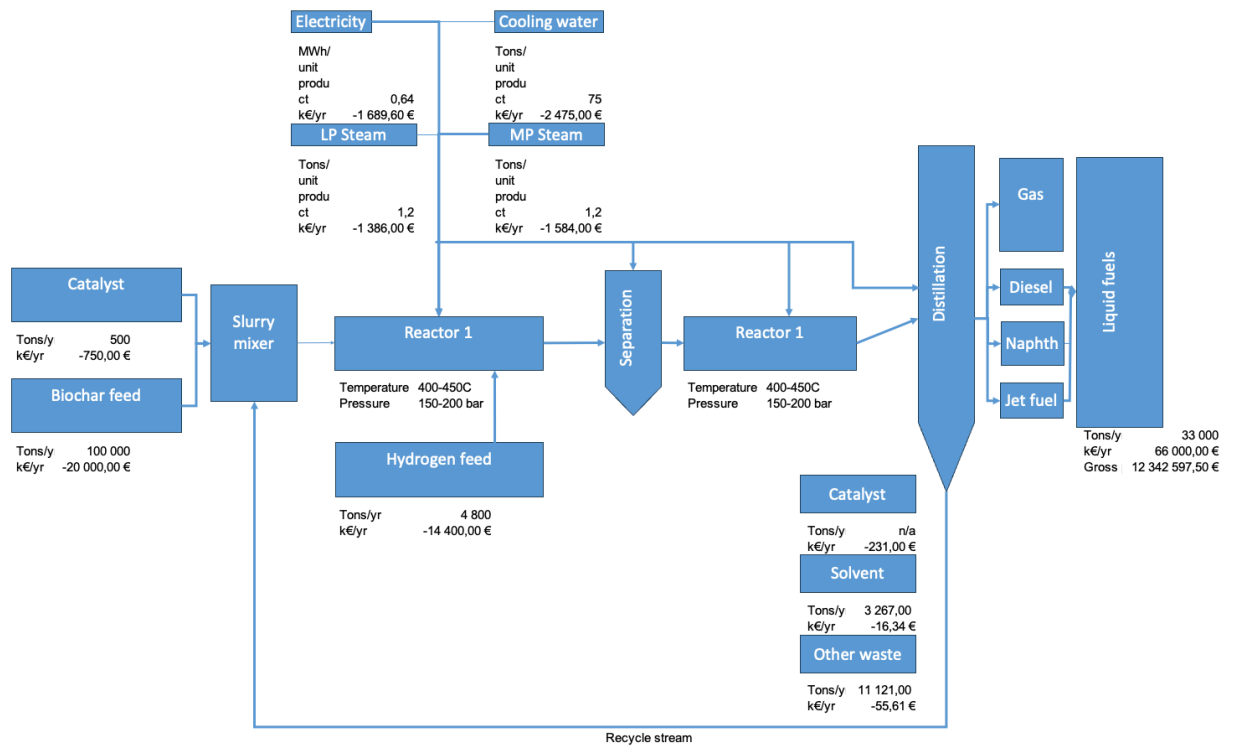 Electricity
MWh/
unit
produ
ct 0,64
k€/yr -1 689,60 €
Cooling water
Tons/
unit
produ
ct 75
k€/yr -2 475,00 €
LP Steam
Tons/
unit
produ
ct 1,2
k€/yr -1 386,00 €
MP Steam
Tons/
unit
produ
ct 1,2
k€/yr -1 584,00 €
Catalyst
Tons/y 500
k€/yr -750,00 €
Biochar feed
Tons/y 100 000
k€/yr -20 000,00 €
Slurry
mixer
Reactor 1
Temperature 400-450C
Pressure 150-200 bar
Hydrogen feed
Tons/yr 4 800
k€/yr -14 400,00 €
Separation
Reactor 1
Temperature 400-450C
Pressure 150-200 bar
Distillation
Gas
Diesel
Naphth
Jet fuel
Liquid fuels
Tons/y 33 000
k€/yr 66 000,00 €
Gross 12 342 597,50 €
Catalyst
Tons/y n/a
k€/yr -231,00 €
Solvent
Tons/y 3 267,00
k€/yr -16,34 €
Other waste
Tons/y 11 121,00
k€/yr -55,61 €
Recycle stream